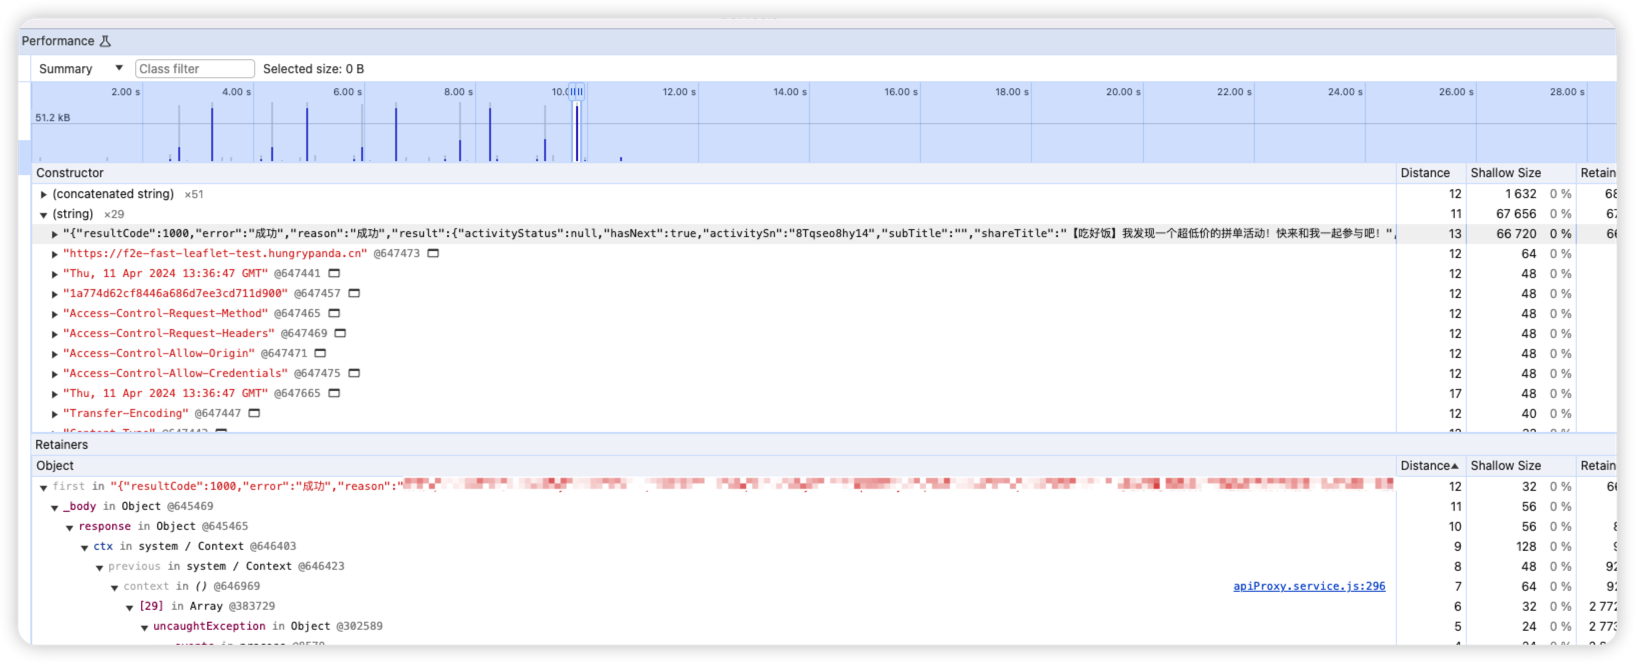 Performance
Summary ▼ Class filter Selected size: 0 B
2.00 s 4.00 s 6.00 s 8.00 s 10.0 12.00 s 14.00 s 16.00 s 18.00 s 20.00 s 22.00 s 24.00 s 26.00 s 28.00 s
51.2 kB
Constructor Distance Shallow Size Retain
▶ (concatenated string) ×51 12 1 632 0 % 68
▼ (string) ×29 11 67 656 0 % 67
▶ "{"resultCode":1000,"error":"成功","reason":"成功","result":{"activityStatus":null,"hasNext":true,"activitySn":"8Tqseo8hy14","subTitle":"","shareTitle":"【吃好饭】我发现一个超低价的拼单活动！快来和我一起参与吧！", 13 66 720 0 % 66
▶ "https://f2e-fast-leaflet-test.hungrypanda.cn" @647473 12 64 0 %
▶ "Thu, 11 Apr 2024 13:36:47 GMT" @647441 12 48 0 %
▶ "1a774d62cf8446a686d7ee3cd711d900" @647457 12 48 0 %
▶ "Access-Control-Request-Method" @647465 12 48 0 %
▶ "Access-Control-Request-Headers" @647469 12 48 0 %
▶ "Access-Control-Allow-Origin" @647471 12 48 0 %
▶ "Access-Control-Allow-Credentials" @647475 12 48 0 %
▶ "Thu, 11 Apr 2024 13:36:47 GMT" @647665 17 48 0 %
▶ "Transfer-Encoding" @647447 12 40 0 %
Retainers
Object Distance▲ Shallow Size Retain
▼ first in "{"resultCode":1000,"error":"成功","reason":" 12 32 0 % 66
▼ _body in Object @645469 11 56 0 %
▼ response in Object @645465 10 56 0 % 8
▼ ctx in system / Context @646403 9 128 0 % 9
▼ previous in system / Context @646423 8 48 0 % 92
▼ context in () @646969 apiProxy.service.js:296 7 64 0 % 92
▼ [29] in Array @383729 6 32 0 % 2 772
▼ uncaughtException in Object @302589 5 24 0 % 2 773